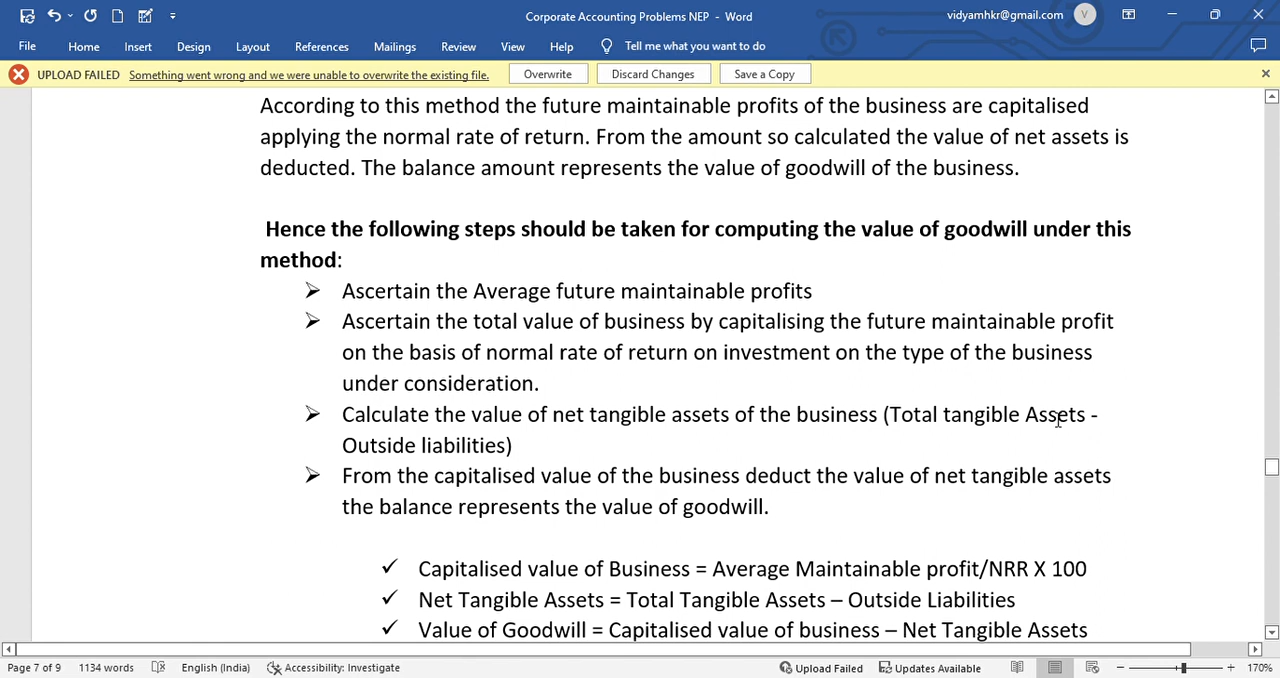 Corporate Accounting Problems NEP - Word
vidyamhkr@gmail.com V
File Home Insert Design Layout References Mailings Review View Help Tell me what you want to do
UPLOAD FAILED Something went wrong and we were unable to overwrite the existing file. Overwrite Discard Changes Save a Copy
According to this method the future maintainable profits of the business are capitalised
applying the normal rate of return. From the amount so calculated the value of net assets is
deducted. The balance amount represents the value of goodwill of the business.
Hence the following steps should be taken for computing the value of goodwill under this
method:
Ascertain the Average future maintainable profits
Ascertain the total value of business by capitalising the future maintainable profit
on the basis of normal rate of return on investment on the type of the business
under consideration.
Calculate the value of net tangible assets of the business (Total tangible Assets -
Outside liabilities)
From the capitalised value of the business deduct the value of net tangible assets
the balance represents the value of goodwill.
Capitalised value of Business = Average Maintainable profit/NRR X 100
Net Tangible Assets = Total Tangible Assets – Outside Liabilities
Value of Goodwill = Capitalised value of business – Net Tangible Assets
Page 7 of 9 1134 words English (India) Accessibility: Investigate Upload Failed Updates Available 170%